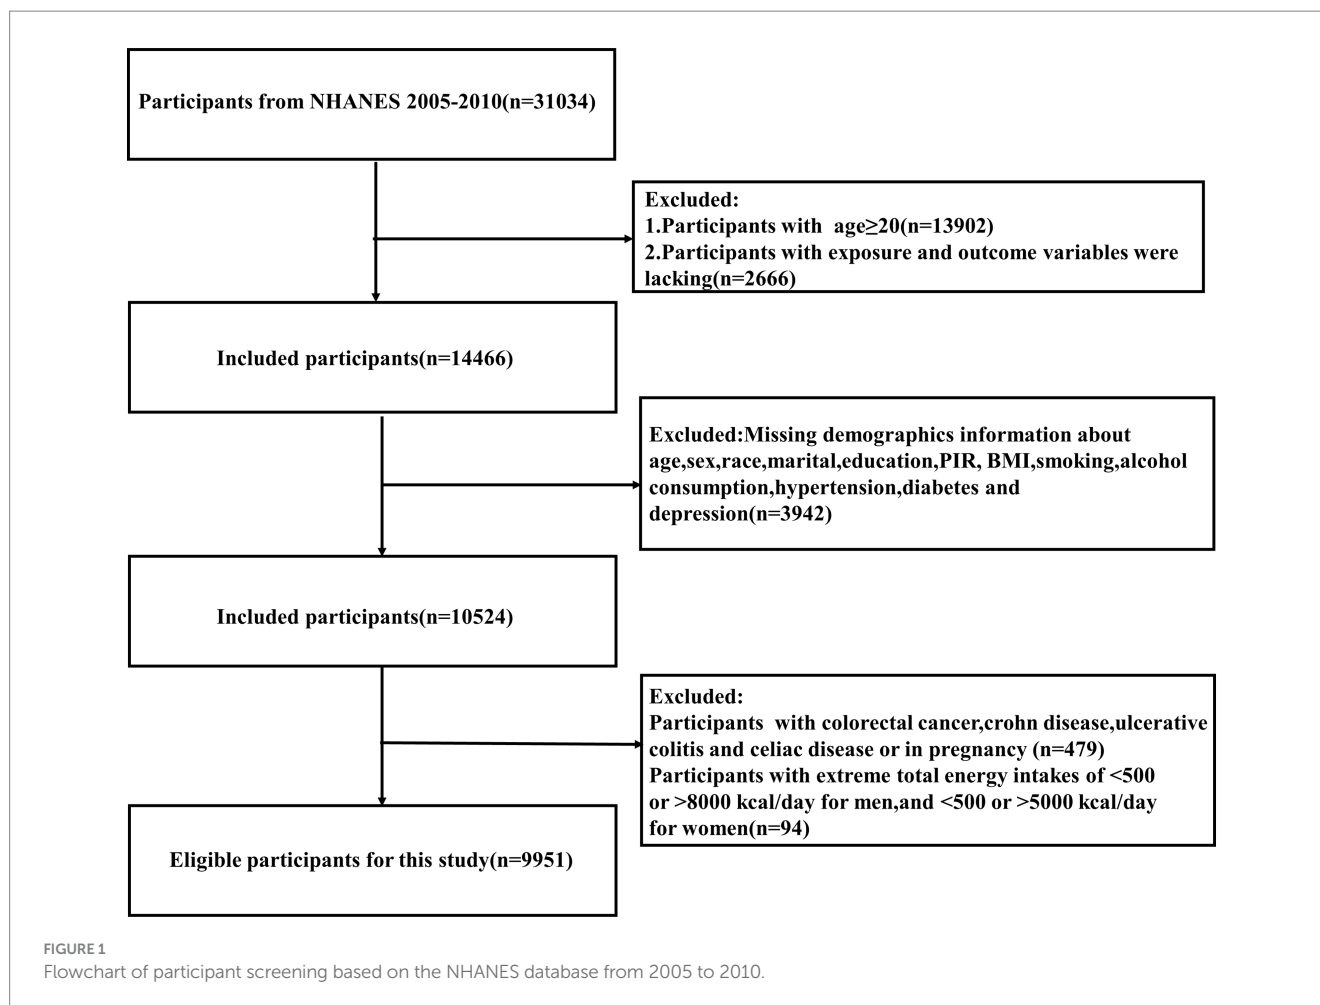 Participants from NHANES 2005-2010(n=31034)
Excluded:
1.Participants with age≥20(n=13902)
2.Participants with exposure and outcome variables were
lacking(n=2666)
Included participants(n=14466)
Excluded:Missing demographics information about
age,sex,race,marital,education,PIR, BMI,smoking,alcohol
consumption,hypertension,diabetes and
depression(n=3942)
Included participants(n=10524)
Excluded:
Participants with colorectal cancer,crohn disease,ulcerative
colitis and celiac disease or in pregnancy (n=479)
Participants with extreme total energy intakes of <500
or >8000 kcal/day for men,and <500 or >5000 kcal/day
for women(n=94)
Eligible participants for this study(n=9951)
FIGURE 1
Flowchart of participant screening based on the NHANES database from 2005 to 2010.